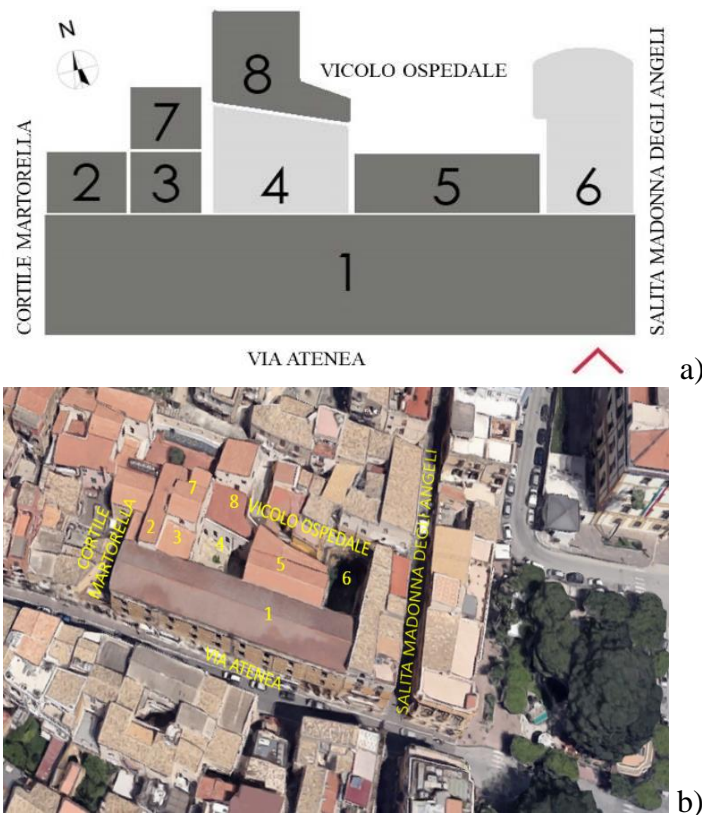 N
8
VICOLO OSPEDALE
7
2
3
4
5
6
1
CORTILE MARTORELLA
SALITA MADONNA DEGLI ANGELI
VIA ATENEA
a)
CORTILE
MARTORELLA
2
3
7
8
4
VICOLO OSPEDALE
5
6
1
VIA ATENEA
SALITA MADONNA DEGLI ANGELI
b)